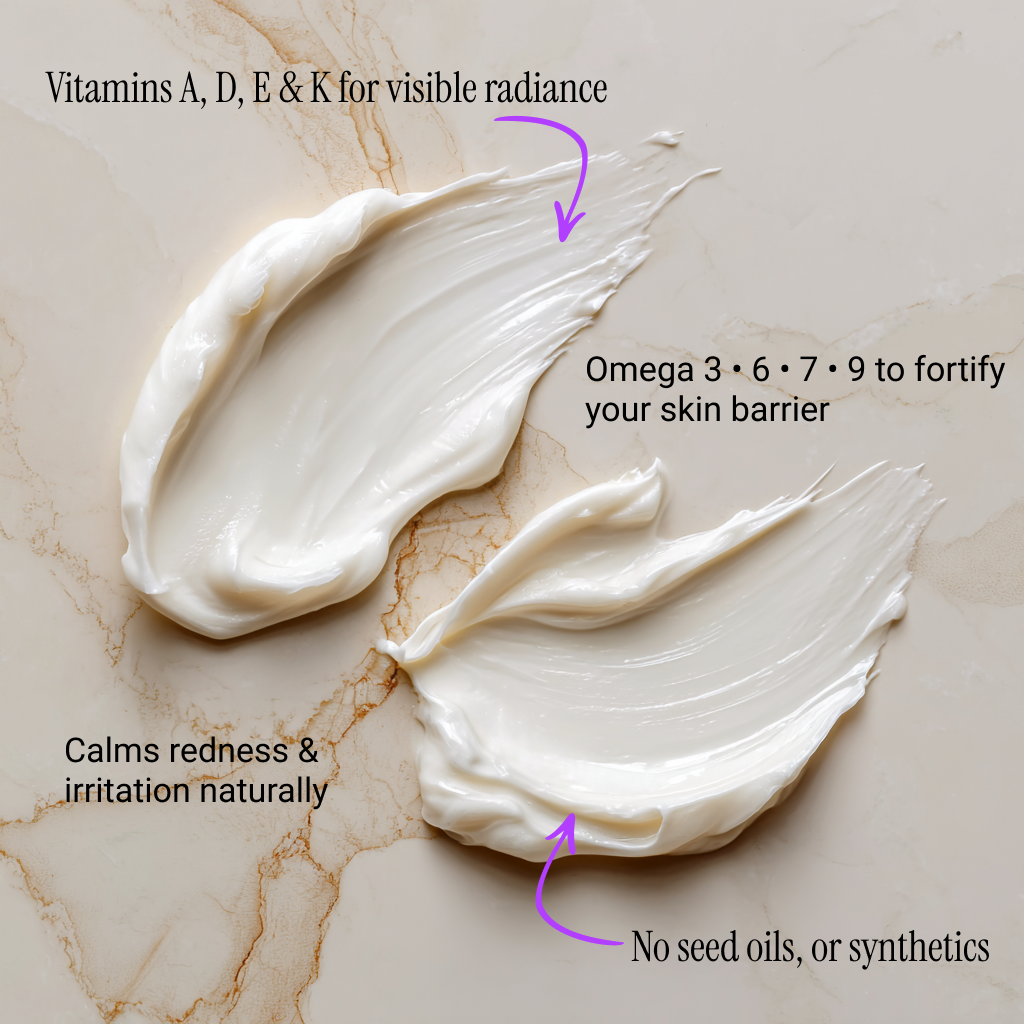 Vitamins A, D, E & K for visible radiance
Omega 3 • 6 • 7 • 9 to fortify
your skin barrier
Calms redness &
irritation naturally
No seed oils, or synthetics